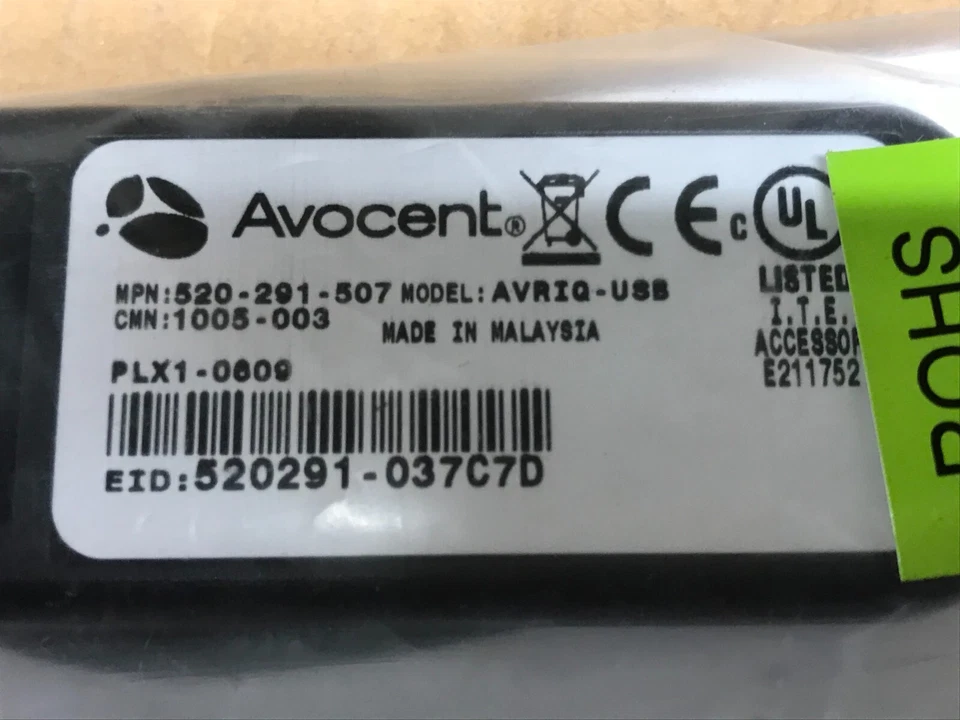 Avocent®
CE
c UL
LISTED
I.T.E.
E211752
MPN:520-291-507 MODEL:AVRIQ-USB
CMN:1005-003
MADE IN MALAYSIA
PLX1-0609
EID:520291-037C7D
ROHS